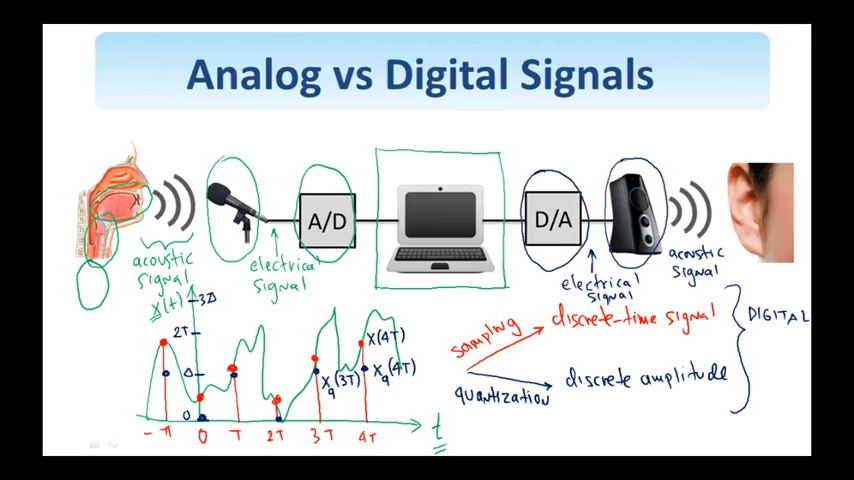 Analog vs Digital Signals
A/D
D/A
acoustic
signal
electrical
signal
electrical
signal
acoustic
signal
x(t)
3Δ
2T
Δ
0
x(4T)
xq(3T)
xq(4T)
-T
0
T
2T
3T
4T
t
sampling
discrete-time signal
quantization
discrete amplitude
DIGITAL